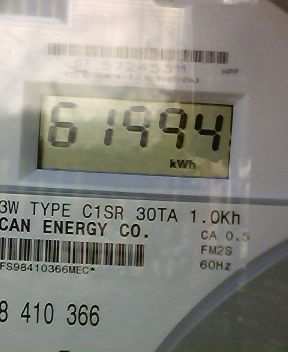 61994
kWh
3W TYPE C1SR 30TA 1.0Kh
CAN ENERGY CO.
CA 0.5
FM2S
60Hz
FS98410366MEC*
8 410 366